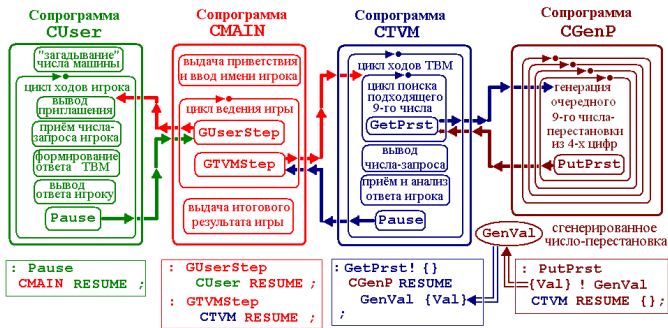 Сопрограмма
CUser
"загадывание"
числа машины
цикл ходов игрока
вывод
приглашения
приём числа-
запроса игрока
формирование
ответа ТВМ
вывод
ответа игроку
Pause
Сопрограмма
CMAIN
выдача приветствия
и ввод имени игрока
цикл ведения игры
GUserStep
GTVMStep
выдача итогового
результата игры
Сопрограмма
CTVM
цикл ходов ТВМ
цикл поиска
подходящего
9-го числа
GetPrst
вывод
числа-запроса
приём и анализ
ответа игрока
Pause
Сопрограмма
CGenP
генерация
очередного
9-го числа-
перестановки
из 4-х цифр
PutPrst
GenVal
сгенерированное
число-перестановка
: Pause
CMAIN RESUME ;
: GUserStep
CUser RESUME ;
: GTVMStep
CTVM RESUME ;
:GetPrst! {}
CGenP RESUME
GenVal {Val}
;
: PutPrst
{Val} ! GenVal
CTVM RESUME {};